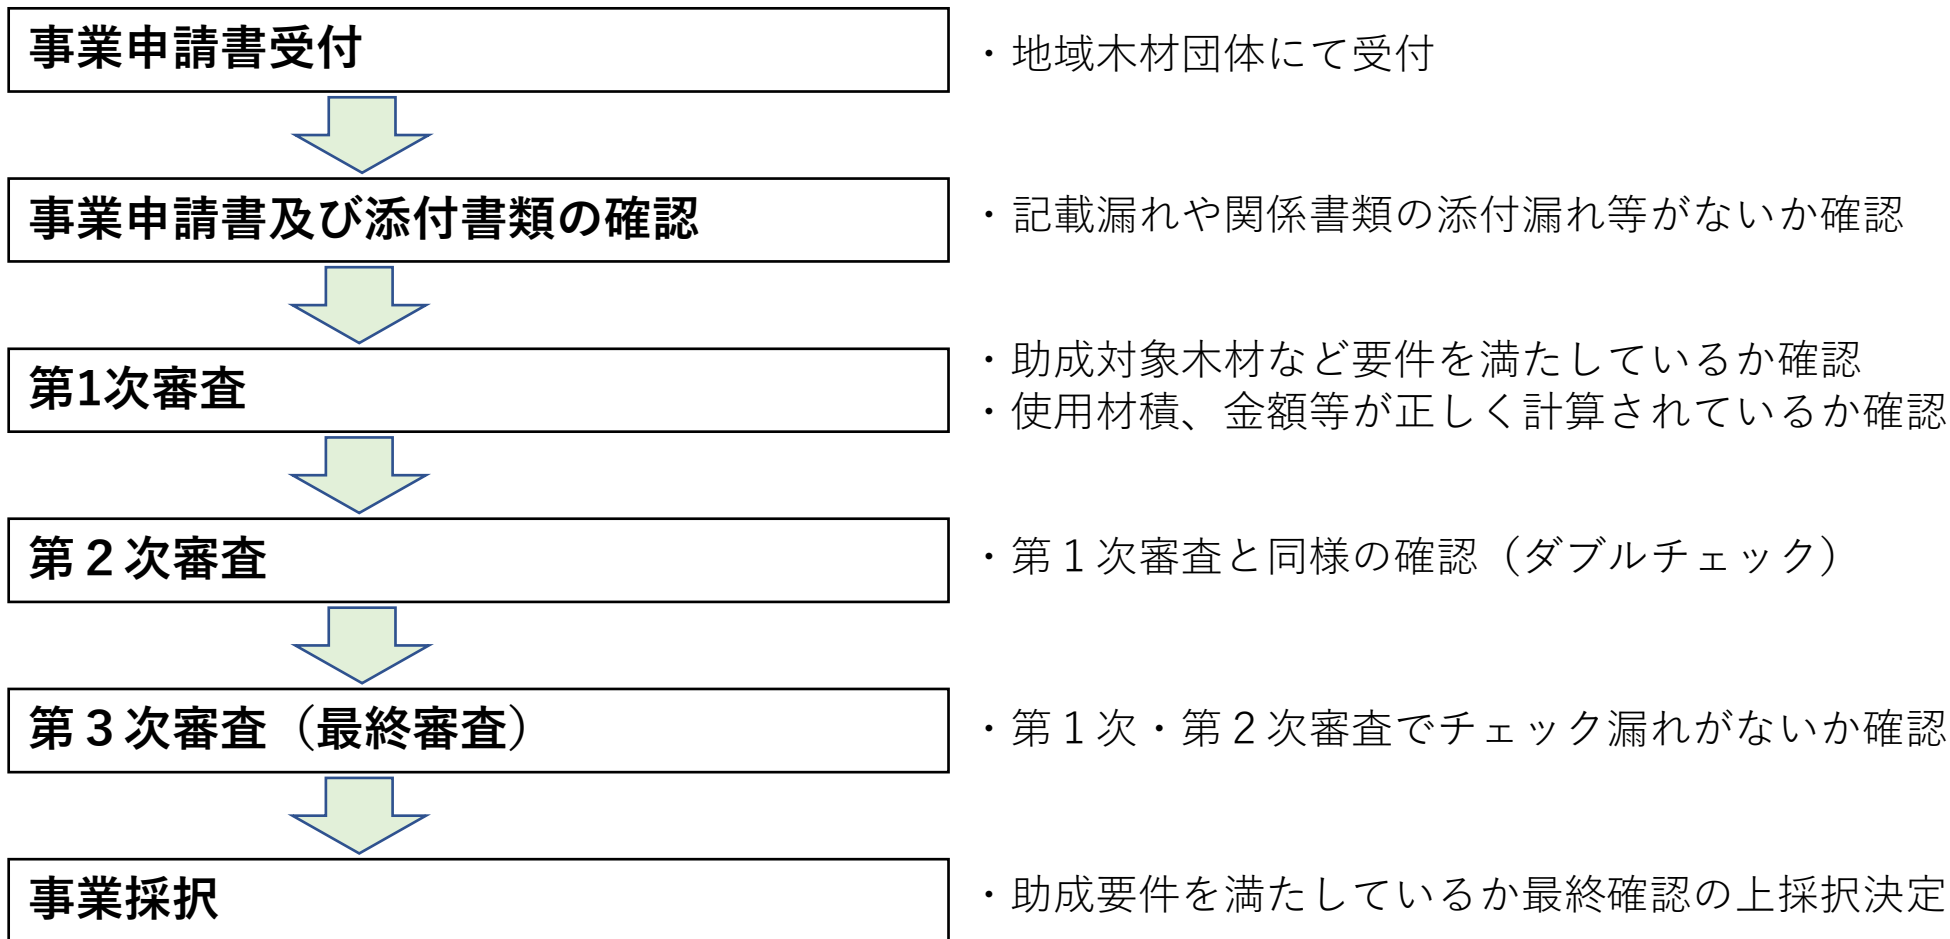 事業申請書受付
・地域木材団体にて受付
事業申請書及び添付書類の確認
・記載漏れや関係書類の添付漏れ等がないか確認
第1次審査
・助成対象木材など要件を満たしているか確認
・使用材積、金額等が正しく計算されているか確認
第２次審査
・第１次審査と同様の確認（ダブルチェック）
第３次審査（最終審査）
・第１次・第２次審査でチェック漏れがないか確認
事業採択
・助成要件を満たしているか最終確認の上採択決定